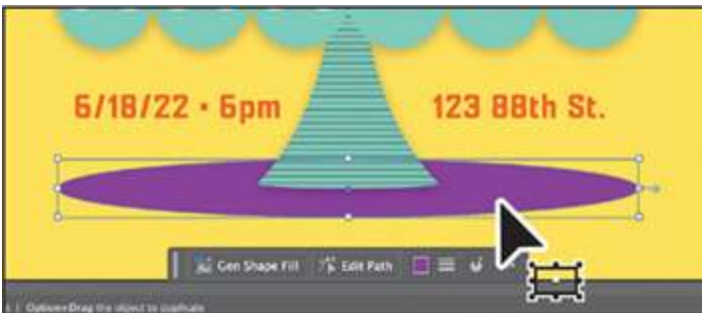 6/18/22 • 6pm 123 88th St.
Gen Shape Fill Edit Path
Option+Drag the object to duplicate